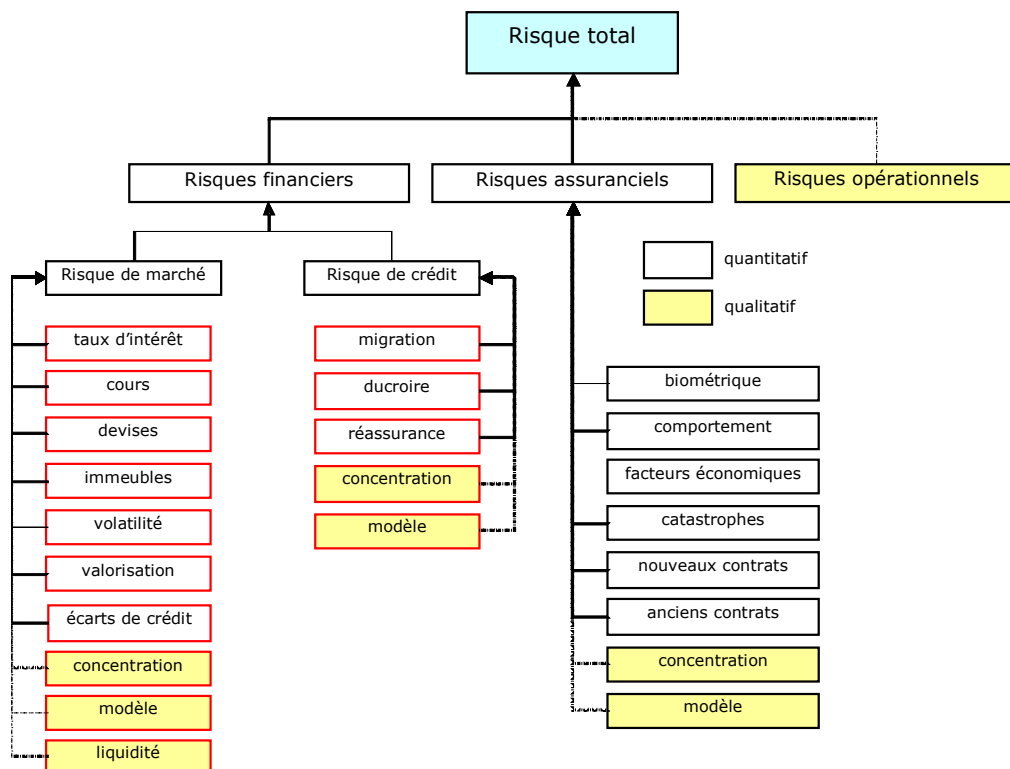 Risque total
Risques financiers
Risques assuranciels
Risques opérationnels
Risque de marché
Risque de crédit
quantitatif
qualitatif
taux d'intérêt
cours
devises
immeubles
volatilité
valorisation
écarts de crédit
concentration
modèle
liquidité
migration
ducroire
réassurance
concentration
modèle
biométrique
comportement
facteurs économiques
catastrophes
nouveaux contrats
anciens contrats
concentration
modèle